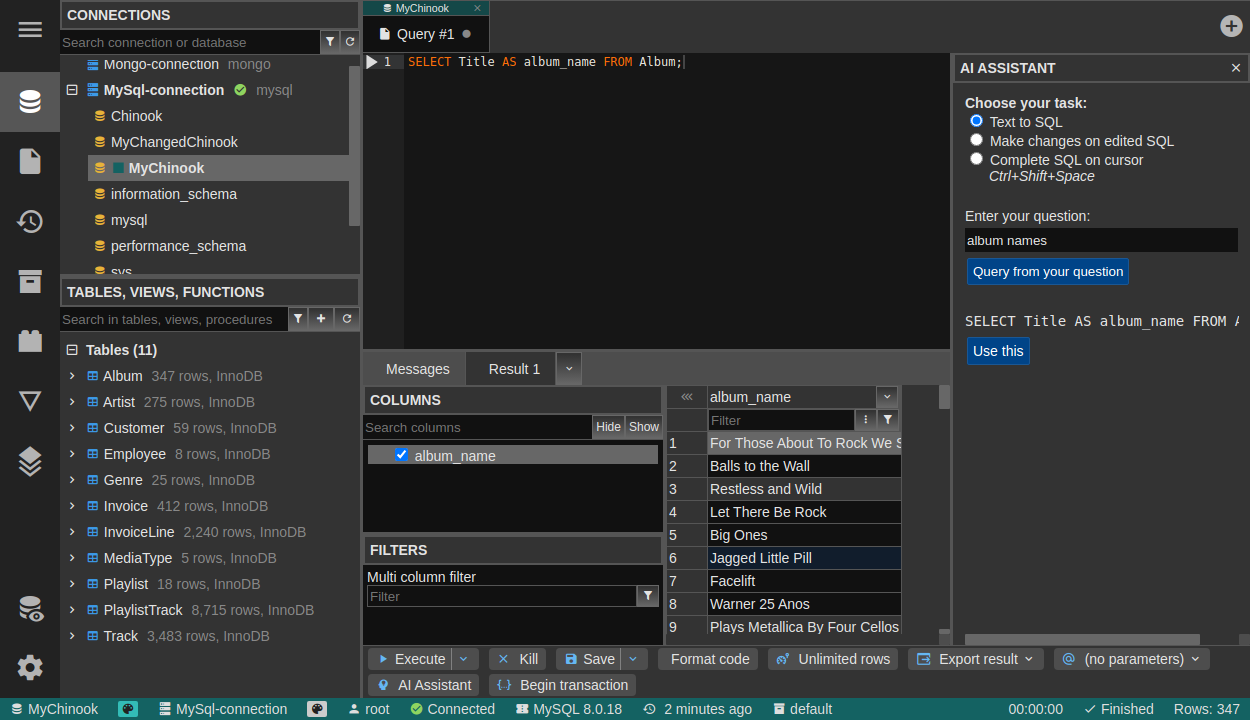 CONNECTIONS
Search connection or database
Mongo-connection mongo
MySql-connection mysql
Chinook
MyChangedChinook
MyChinook
information_schema
mysql
performance_schema
sys
TABLES, VIEWS, FUNCTIONS
Search in tables, views, procedures
Tables (11)
Album 347 rows, InnoDB
Artist 275 rows, InnoDB
Customer 59 rows, InnoDB
Employee 8 rows, InnoDB
Genre 25 rows, InnoDB
Invoice 412 rows, InnoDB
InvoiceLine 2,240 rows, InnoDB
MediaType 5 rows, InnoDB
Playlist 18 rows, InnoDB
PlaylistTrack 8,715 rows, InnoDB
Track 3,483 rows, InnoDB
MyChinook
Query #1
1 SELECT Title AS album_name FROM Album;
Messages Result 1
COLUMNS
Search columns Hide Show
album_name
FILTERS
Multi column filter
Filter
album_name
Filter
1 For Those About To Rock We S
2 Balls to the Wall
3 Restless and Wild
4 Let There Be Rock
5 Big Ones
6 Jagged Little Pill
7 Facelift
8 Warner 25 Anos
9 Plays Metallica By Four Cellos
AI ASSISTANT
Choose your task:
Text to SQL
Make changes on edited SQL
Complete SQL on cursor
Ctrl+Shift+Space
Enter your question:
album names
Query from your question
SELECT Title AS album_name FROM A
Use this
Execute Kill Save Format code Unlimited rows Export result @ (no parameters)
AI Assistant {..} Begin transaction
MyChinook MySql-connection root Connected MySQL 8.0.18 2 minutes ago default 00:00:00 Finished Rows: 347